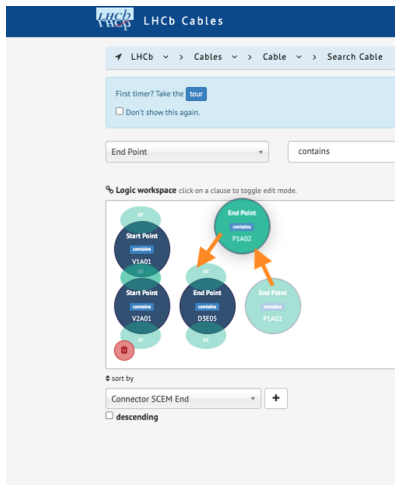 LHCb
ГНСр
LHCb Cables
LHCb > Cables > Cable > Search Cable
First timer? Take the tour
Don't show this again.
End Point
contains
Logic workspace click on a clause to toggle edit mode.
or
End Point
contains
P1A02
Start Point
contains
V1A01
or
or
Start Point
contains
V2A01
End Point
contains
D3E05
End Point
contains
P1A02
or
or
sort by
Connector SCEM End
+
descending